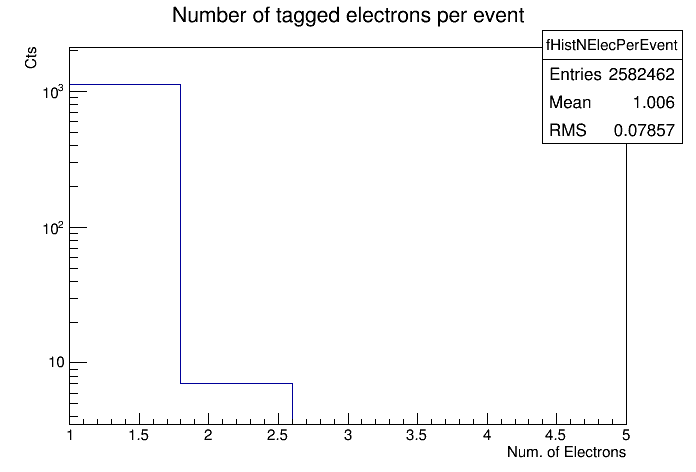 Number of tagged electrons per event
fHistNElecPerEvent
Entries 2582462
Mean 1.006
RMS 0.07857
Cts
10³
10²
10
1 1.5 2 2.5 3 3.5 4 4.5 5
Num. of Electrons